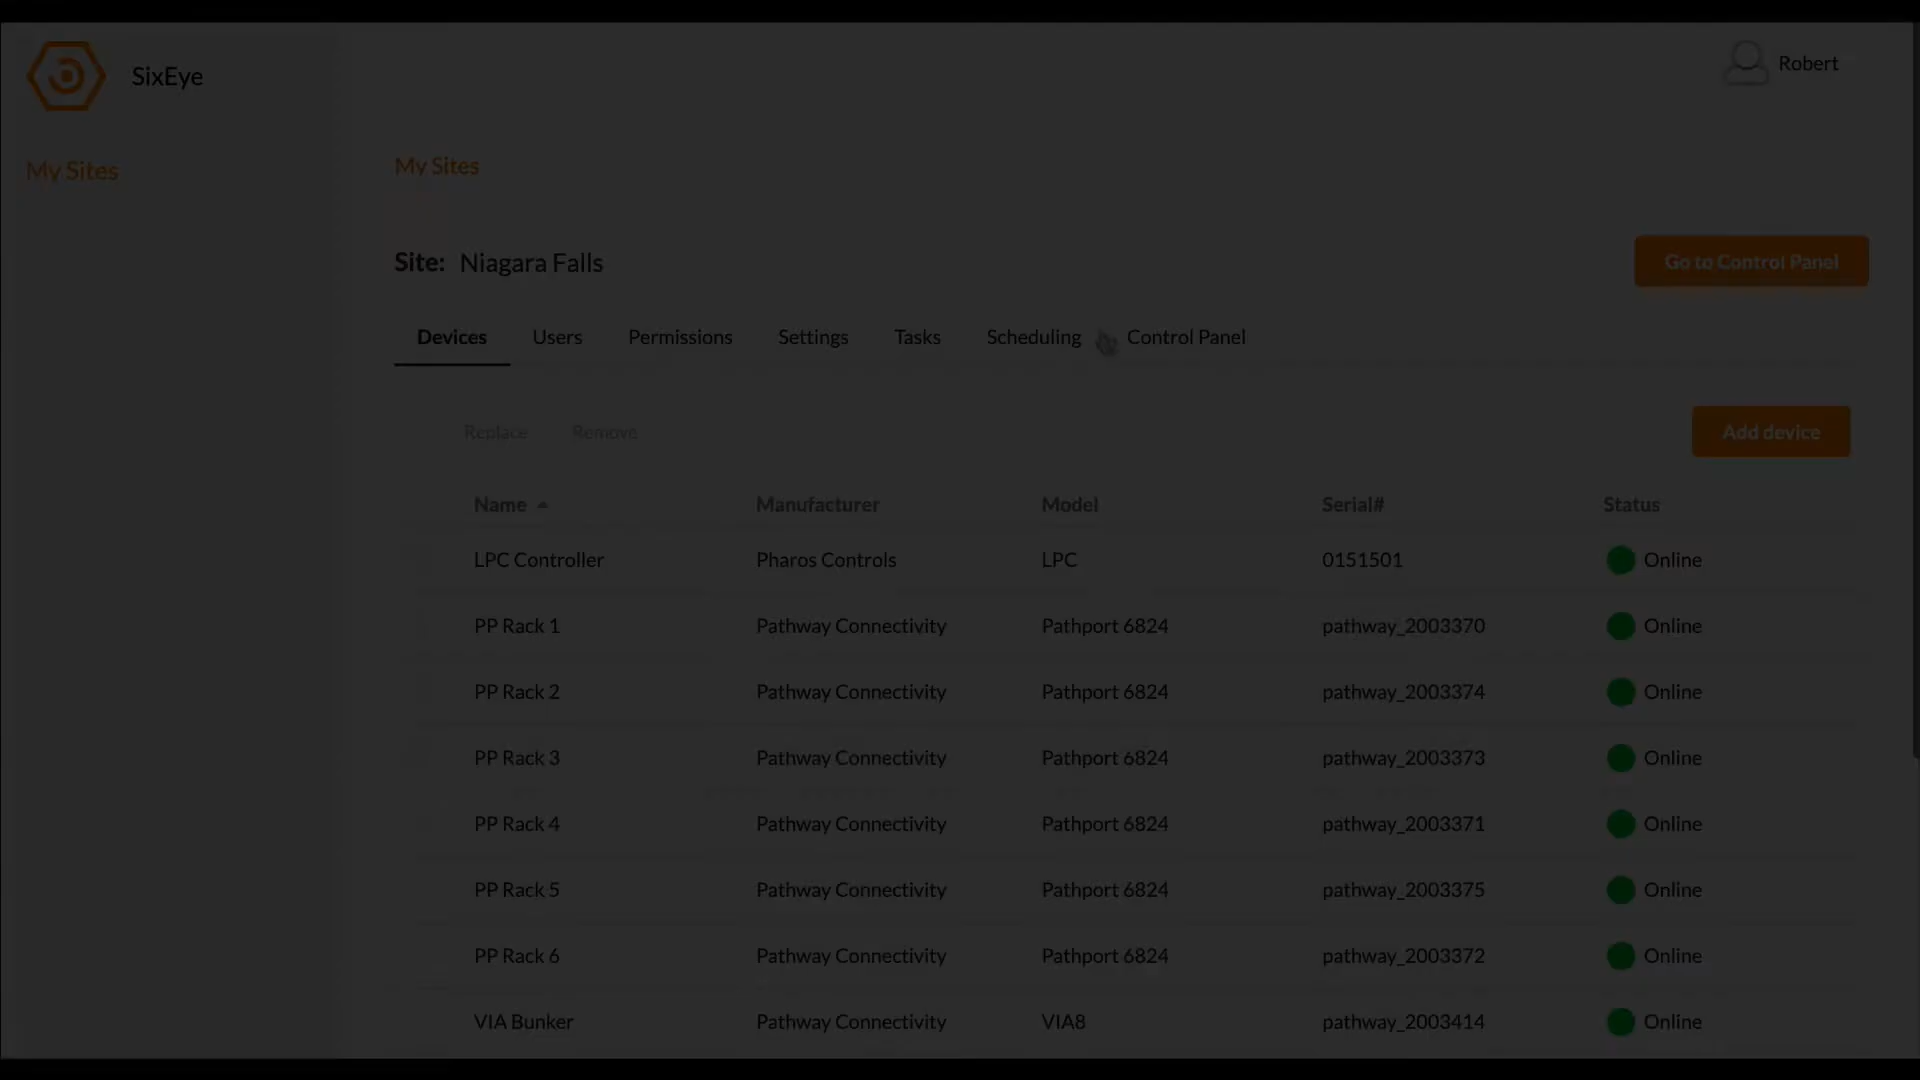 SixEye
Robert
My Sites
My Sites
Site: Niagara Falls
Go to Control Panel
Devices Users Permissions Settings Tasks Scheduling Control Panel
Replace Remove
Add device
Name Manufacturer Model Serial# Status
LPC Controller Pharos Controls LPC 0151501 Online
PP Rack 1 Pathway Connectivity Pathport 6824 pathway_2003370 Online
PP Rack 2 Pathway Connectivity Pathport 6824 pathway_2003374 Online
PP Rack 3 Pathway Connectivity Pathport 6824 pathway_2003373 Online
PP Rack 4 Pathway Connectivity Pathport 6824 pathway_2003371 Online
PP Rack 5 Pathway Connectivity Pathport 6824 pathway_2003375 Online
PP Rack 6 Pathway Connectivity Pathport 6824 pathway_2003372 Online
VIA Bunker Pathway Connectivity VIA8 pathway_2003414 Online